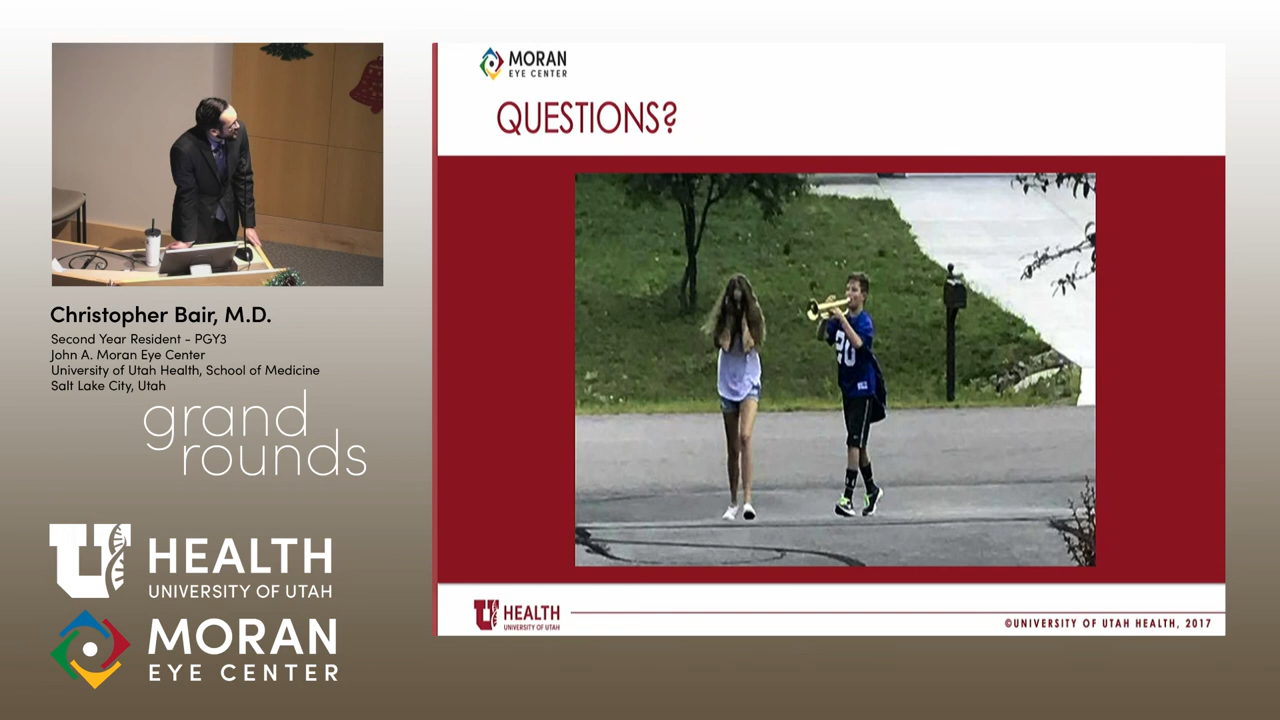 Christopher Bair, M.D.
Second Year Resident - PGY3
John A. Moran Eye Center
University of Utah Health, School of Medicine
Salt Lake City, Utah
grand
rounds
U HEALTH
UNIVERSITY OF UTAH
MORAN
EYE CENTER
MORAN
EYE CENTER
QUESTIONS?
20
U HEALTH
UNIVERSITY OF UTAH
©UNIVERSITY OF UTAH HEALTH, 2017